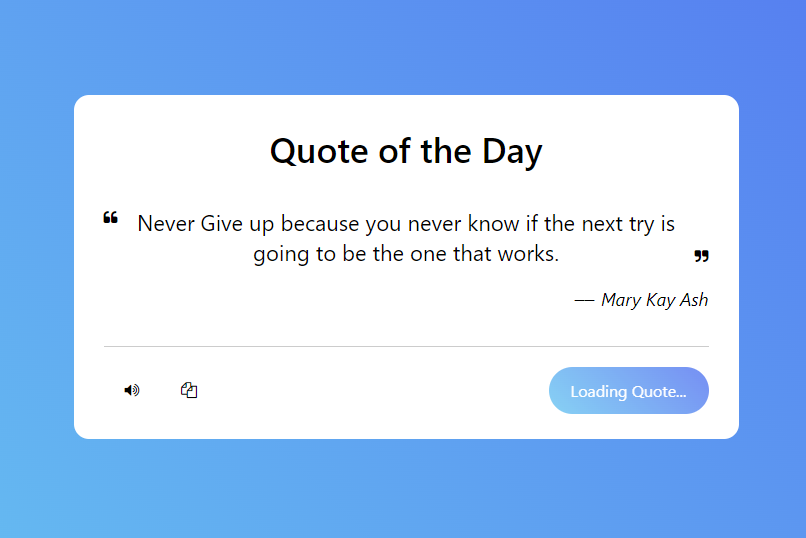 Quote of the Day
“ Never Give up because you never know if the next try is
going to be the one that works. ”
— Mary Kay Ash
Loading Quote...